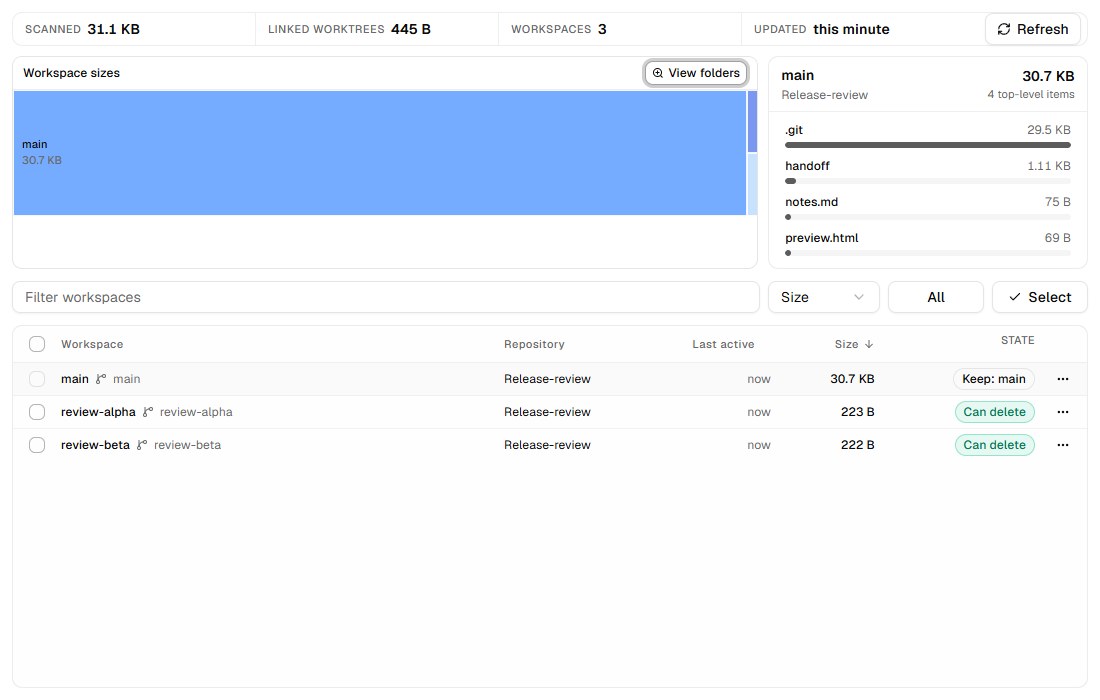 SCANNED 31.1 KB
LINKED WORKTREES 445 B
WORKSPACES 3
UPDATED this minute
Refresh
Workspace sizes
View folders
main
30.7 KB
main 30.7 KB
Release-review 4 top-level items
.git 29.5 KB
handoff 1.11 KB
notes.md 75 B
preview.html 69 B
Filter workspaces
Size
All
Select
Workspace Repository Last active Size STATE
main main Release-review now 30.7 KB Keep: main
review-alpha review-alpha Release-review now 223 B Can delete
review-beta review-beta Release-review now 222 B Can delete